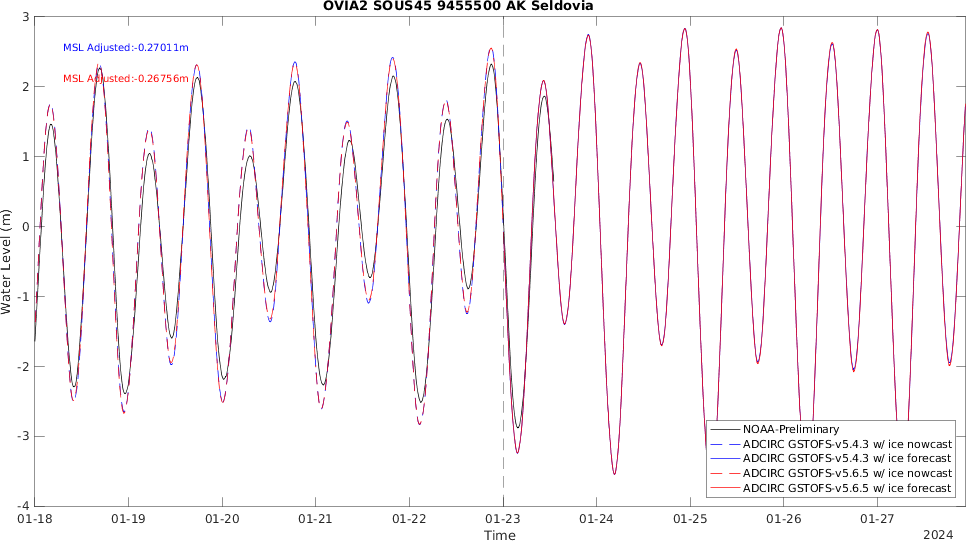 OVIA2 SOUS45 9455500 AK Seldovia
MSL Adjusted:-0.27011m
MSL Adjusted:-0.26756m
Water Level (m)
3
2
1
0
-1
-2
-3
-4
NOAA-Preliminary
ADCIRC GSTOFS-v5.4.3 w/ ice nowcast
ADCIRC GSTOFS-v5.4.3 w/ ice forecast
ADCIRC GSTOFS-v5.6.5 w/ ice nowcast
ADCIRC GSTOFS-v5.6.5 w/ ice forecast
01-18 01-19 01-20 01-21 01-22 01-23 01-24 01-25 01-26 01-27
Time
2024